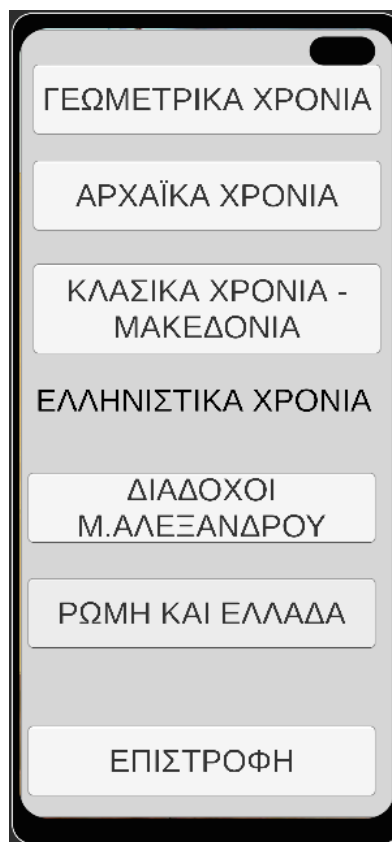 ΓΕΩΜΕΤΡΙΚΑ ΧΡΟΝΙΑ
ΑΡΧΑΪΚΑ ΧΡΟΝΙΑ
ΚΛΑΣΙΚΑ ΧΡΟΝΙΑ -
ΜΑΚΕΔΟΝΙΑ
ΕΛΛΗΝΙΣΤΙΚΑ ΧΡΟΝΙΑ
ΔΙΑΔΟΧΟΙ
Μ.ΑΛΕΞΑΝΔΡΟΥ
ΡΩΜΗ ΚΑΙ ΕΛΛΑΔΑ
ΕΠΙΣΤΡΟΦΗ